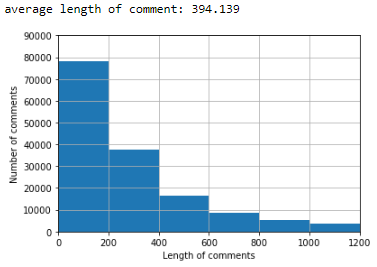 average length of comment: 394.139
90000
80000
70000
60000
50000
40000
30000
20000
10000
0
Number of comments
0 200 400 600 800 1000 1200
Length of comments